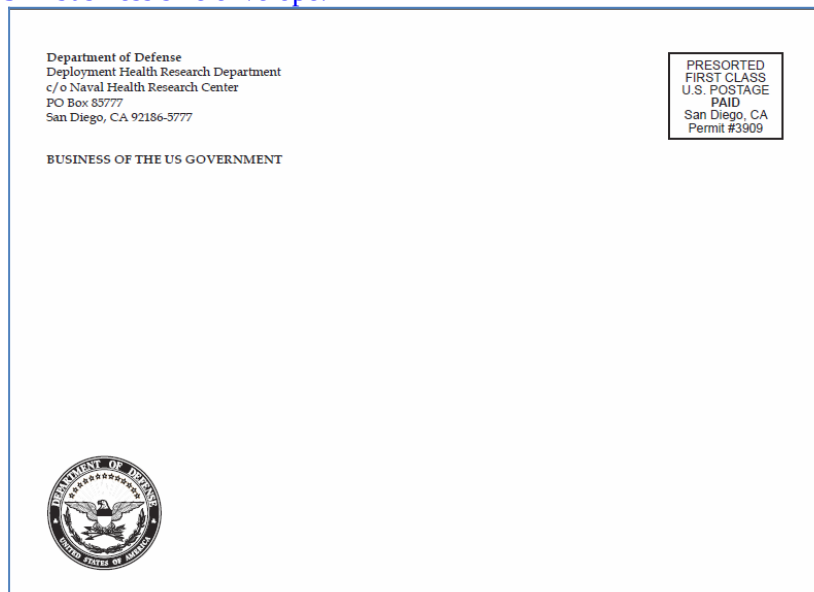 Department of Defense
Deployment Health Research Department
c/o Naval Health Research Center
PO Box 85777
San Diego, CA 92186-5777
BUSINESS OF THE US GOVERNMENT
PRESORTED
FIRST CLASS
U.S. POSTAGE
PAID
San Diego, CA
Permit #3909
DEPARTMENT OF DEFENSE
UNITED STATES OF AMERICA